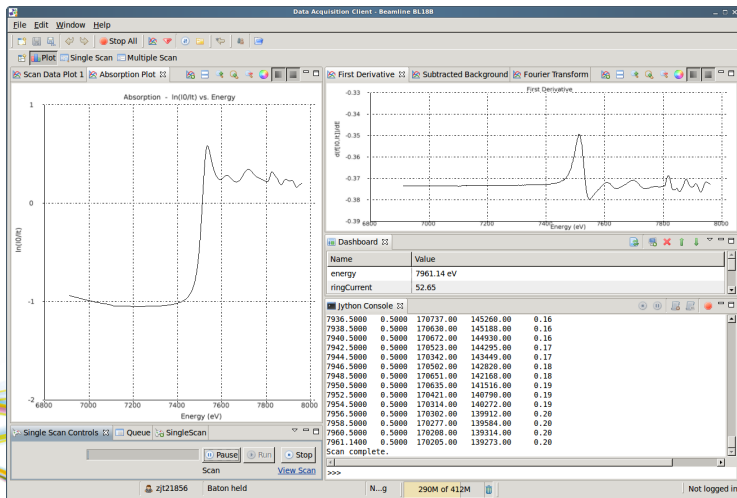 Data Acquisition Client - Beamline BL18B
File Edit Window Help
Stop All
Plot Single Scan Multiple Scan
Scan Data Plot 1 Absorption Plot
Absorption - ln(I0/It) vs. Energy
1
0
-1
-2
ln(I0/It)
6800 7000 7200 7400 7600 7800 8000
Energy (eV)
First Derivative Subtracted Background Fourier Transform
First Derivative
-0.33
-0.34
-0.35
-0.36
-0.37
-0.38
-0.39
6800 7000 7200 7400 7600 7800 8000
Energy (eV)
Dashboard
Name Value
energy 7961.14 eV
ringCurrent 52.65
Jython Console
7936.5000 0.5000 170737.00 145260.00 0.16
7938.5000 0.5000 170630.00 145188.00 0.16
7940.5000 0.5000 170672.00 144930.00 0.16
7942.5000 0.5000 170523.00 144295.00 0.17
7944.5000 0.5000 170342.00 143449.00 0.17
7946.5000 0.5000 170502.00 142820.00 0.18
7948.5000 0.5000 170651.00 142168.00 0.18
7950.5000 0.5000 170635.00 141516.00 0.19
7952.5000 0.5000 170421.00 140790.00 0.19
7954.5000 0.5000 170314.00 140272.00 0.19
7956.5000 0.5000 170302.00 139912.00 0.20
7958.5000 0.5000 170277.00 139584.00 0.20
7960.5000 0.5000 170208.00 139314.00 0.20
7961.1400 0.5000 170205.00 139273.00 0.20
Scan complete.
>>>
Single Scan Controls Queue SingleScan
Pause Run Stop
Scan View Scan
zjt21856 Baton held N...g 290M of 412M Not logged in